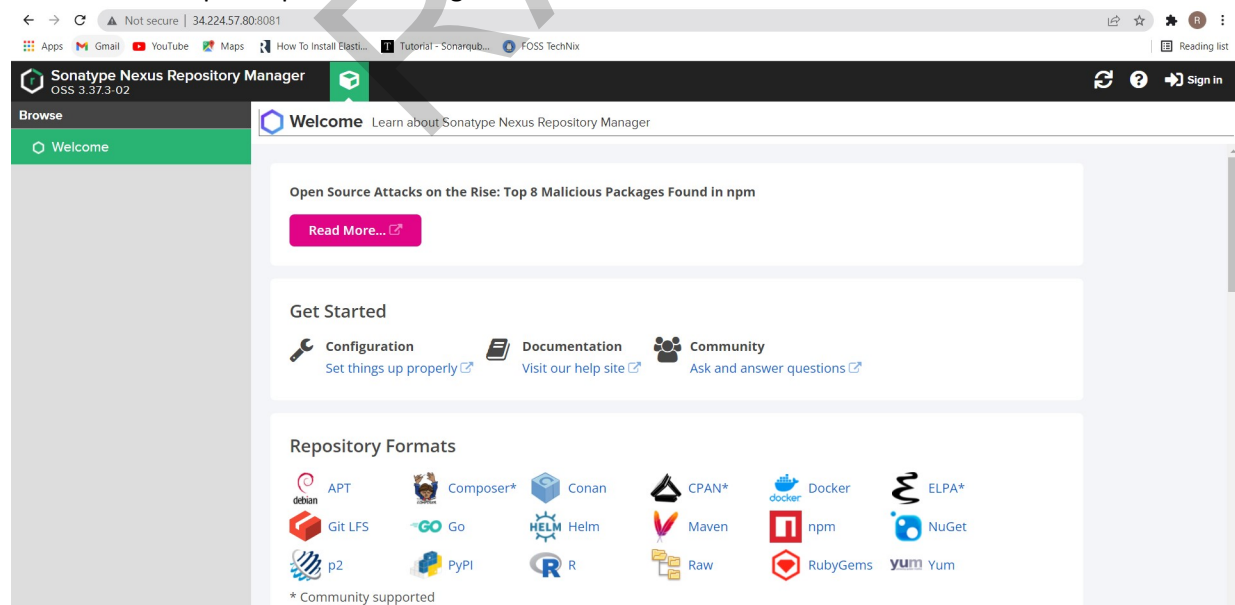 Not secure | 34.224.57.80:8081
Apps Gmail YouTube Maps How To Install Elasti... Tutorial - Sonarqub... FOSS TechNix Reading list
Sonatype Nexus Repository Manager
OSS 3.37.3-02
Sign in
Browse
Welcome Learn about Sonatype Nexus Repository Manager
Welcome
Open Source Attacks on the Rise: Top 8 Malicious Packages Found in npm
Read More...
Get Started
Configuration Documentation Community
Set things up properly Visit our help site Ask and answer questions
Repository Formats
debian APT Composer* Conan CPAN* docker Docker ELPA*
Git LFS GO Go HELM Helm Maven npm NuGet
p2 PyPI R R Raw RubyGems yum Yum
* Community supported